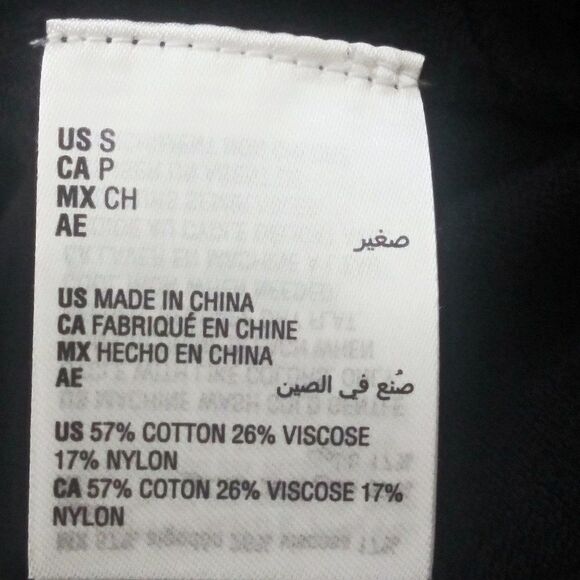 US S
CA P
MX CH
AE صغير
US MADE IN CHINA
CA FABRIQUÉ EN CHINE
MX HECHO EN CHINA
AE صُنع في الصين
US 57% COTTON 26% VISCOSE
17% NYLON
CA 57% COTON 26% VISCOSE 17%
NYLON